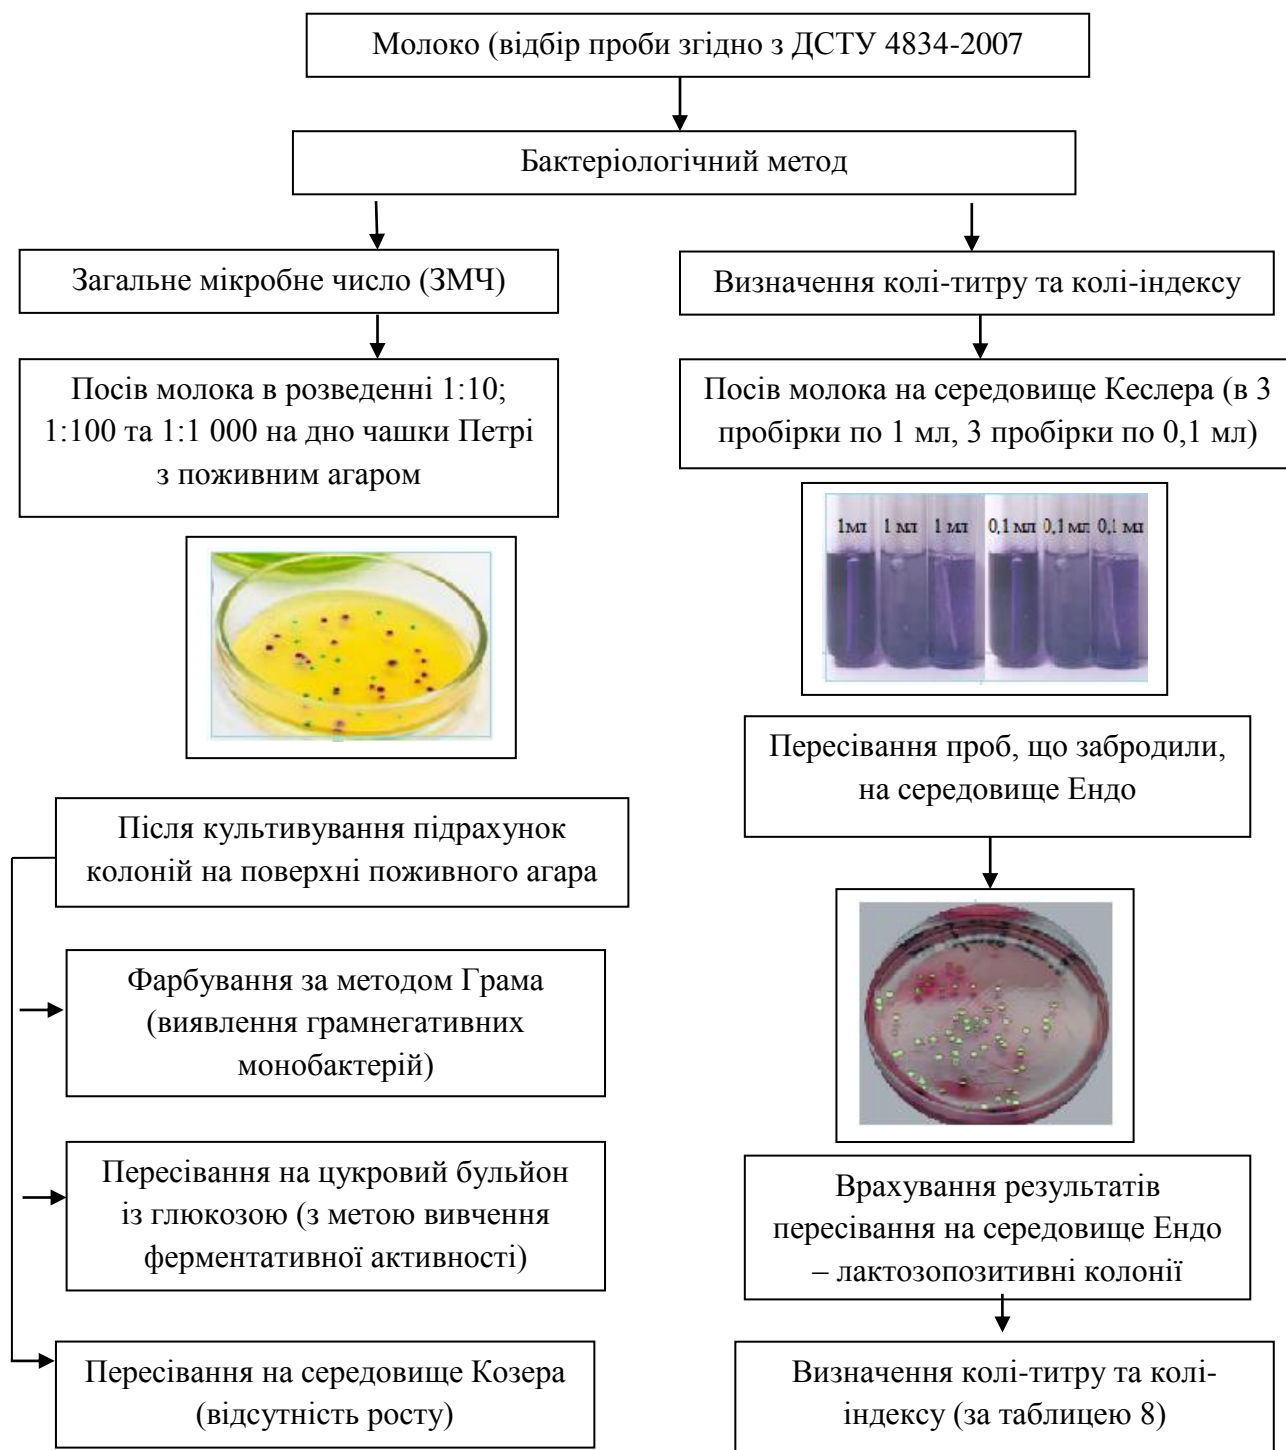 Молоко (відбір проби згідно з ДСТУ 4834-2007
Бактеріологічний метод
Загальне мікробне число (ЗМЧ)
Посів молока в розведенні 1:10;
1:100 та 1:1 000 на дно чашки Петрі
з поживним агаром
Після культивування підрахунок
колоній на поверхні поживного агара
Фарбування за методом Грама
(виявлення грамнегативних
монобактерій)
Пересівання на цукровий бульйон
із глюкозою (з метою вивчення
ферментативної активності)
Пересівання на середовище Козера
(відсутність росту)
Визначення колі-титру та колі-індексу
Посів молока на середовище Кеслера (в 3
пробірки по 1 мл, 3 пробірки по 0,1 мл)
1мл 1 мл 1 мл 0,1 мл 0,1 мл 0,1 мл
Пересівання проб, що забродили,
на середовище Ендо
Врахування результатів
пересівання на середовище Ендо
– лактозопозитивні колонії
Визначення колі-титру та колі-
індексу (за таблицею 8)